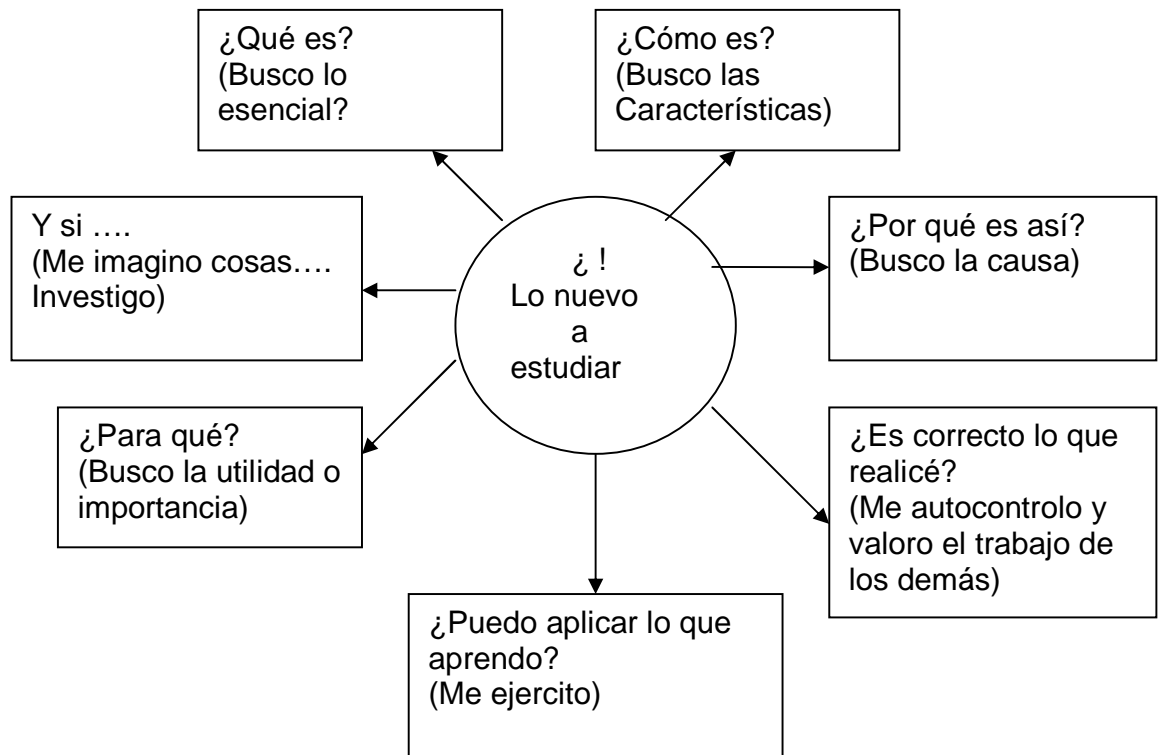 ¿Qué es?
(Busco lo
esencial?
¿Cómo es?
(Busco las
Características)
Y si ….
(Me imagino cosas….
Investigo)
¿ !
Lo nuevo
a
estudiar
¿Por qué es así?
(Busco la causa)
¿Para qué?
(Busco la utilidad o
importancia)
¿Es correcto lo que
realicé?
(Me autocontrolo y
valoro el trabajo de
los demás)
¿Puedo aplicar lo que
aprendo?
(Me ejercito)